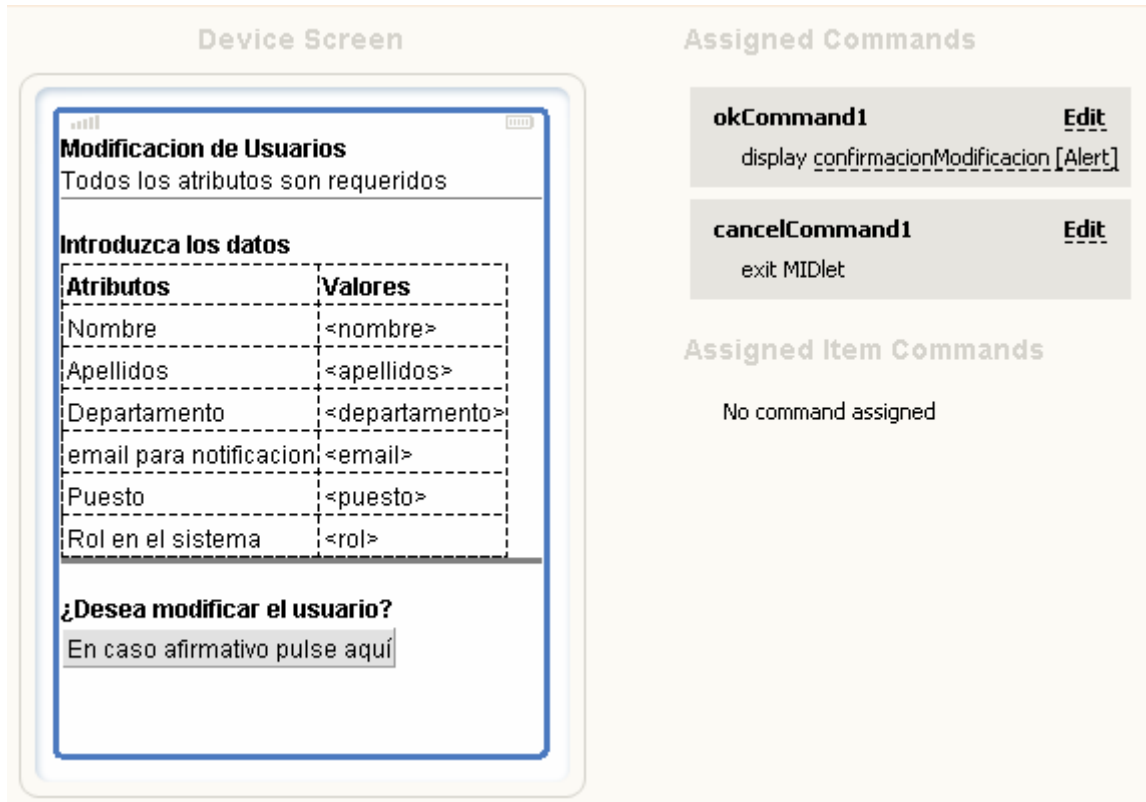 Device Screen
Modificacion de Usuarios
Todos los atributos son requeridos
Introduzca los datos
Atributos Valores
Nombre <nombre>
Apellidos <apellidos>
Departamento <departamento>
email para notificacion <email>
Puesto <puesto>
Rol en el sistema <rol>
¿Desea modificar el usuario?
En caso afirmativo pulse aquí
Assigned Commands
okCommand1 Edit
display confirmacionModificacion [Alert]
cancelCommand1 Edit
exit MIDlet
Assigned Item Commands
No command assigned